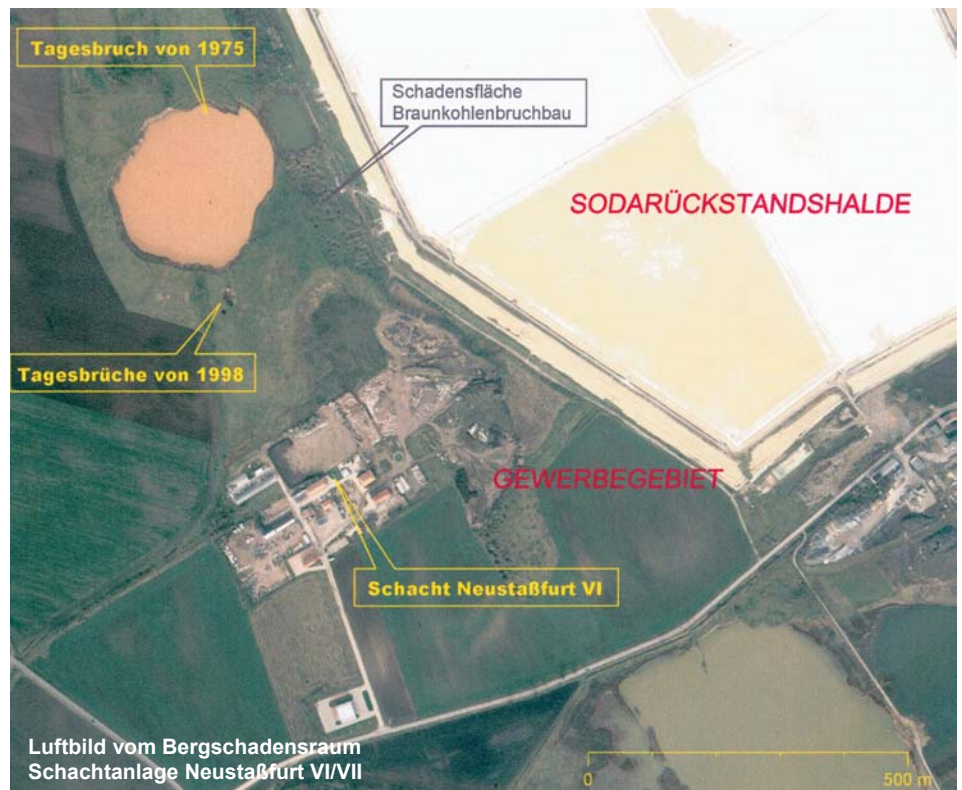 Tagesbruch von 1975
Schadensfläche
Braunkohlenbruchbau
SODARÜCKSTANDSHALDE
Tagesbrüche von 1998
GEWERBEGEBIET
Schacht Neustaßfurt VI
Luftbild vom Bergschadensraum
Schachtanlage Neustaßfurt VI/VII
0
500 m